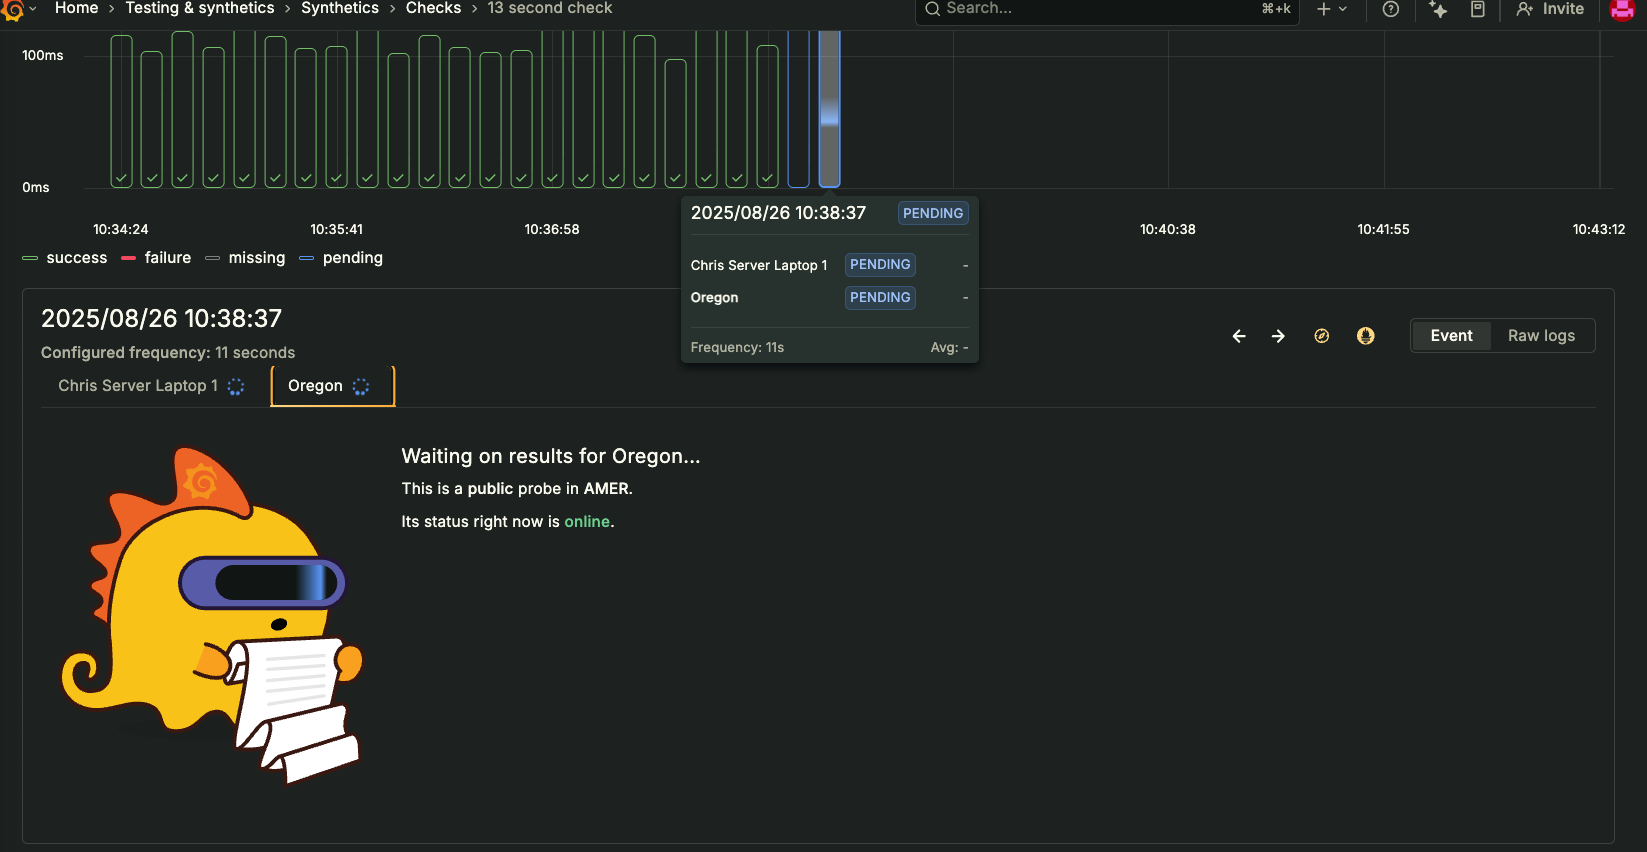 Home › Testing & synthetics › Synthetics › Checks › 13 second check
Search... ⌘+k
Invite
100ms
0ms
10:34:24 10:35:41 10:36:58 10:40:38 10:41:55 10:43:12
success failure missing pending
2025/08/26 10:38:37 PENDING
Chris Server Laptop 1 PENDING -
Oregon PENDING -
Frequency: 11s Avg: -
2025/08/26 10:38:37
Configured frequency: 11 seconds
Event Raw logs
Chris Server Laptop 1 Oregon
Waiting on results for Oregon...
This is a public probe in AMER.
Its status right now is online.